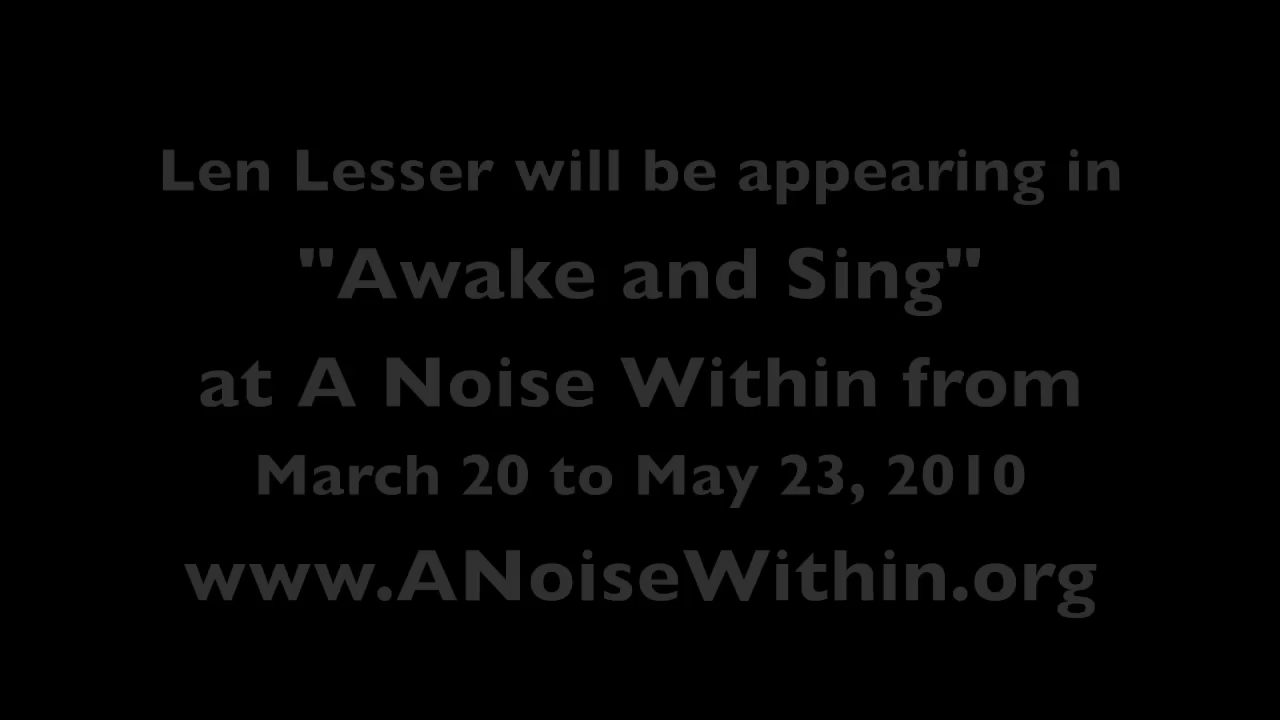 Len Lesser will be appearing in
"Awake and Sing"
at A Noise Within from
March 20 to May 23, 2010
www.ANoiseWithin.org